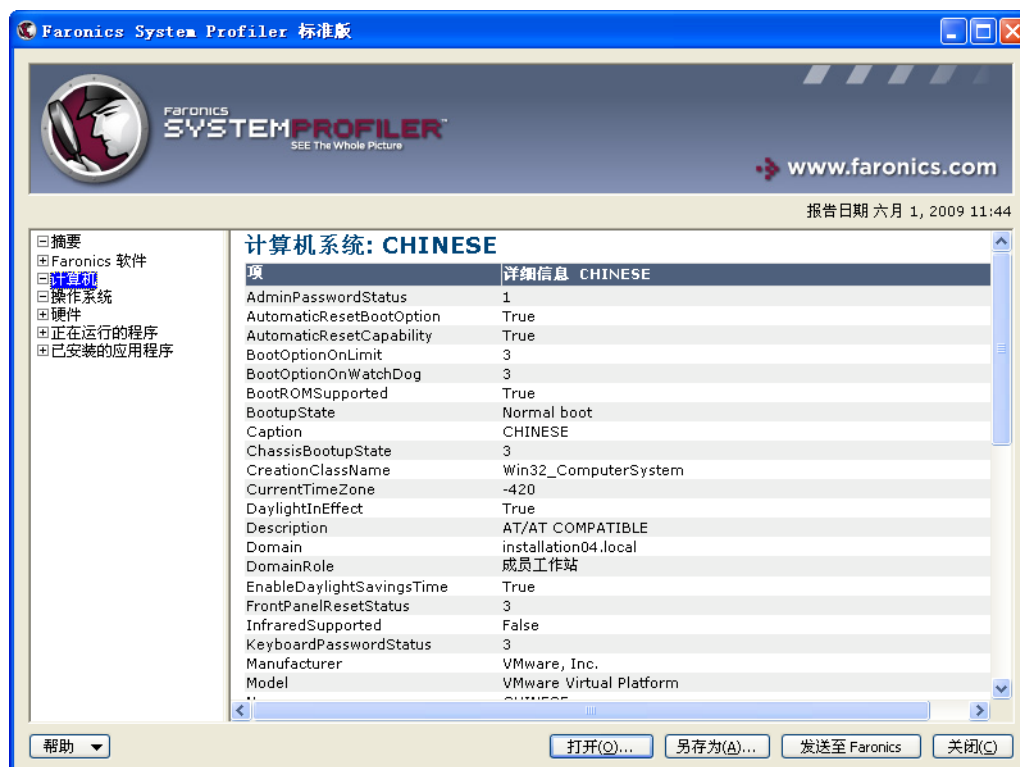 Faronics System Profiler 标准版
Faronics
SYSTEMPROFILER™
SEE The Whole Picture
www.faronics.com
报告日期 六月 1, 2009 11:44
摘要
Faronics 软件
计算机
操作系统
硬件
正在运行的程序
已安装的应用程序
计算机系统: CHINESE
项 详细信息 CHINESE
AdminPasswordStatus 1
AutomaticResetBootOption True
AutomaticResetCapability True
BootOptionOnLimit 3
BootOptionOnWatchDog 3
BootROMSupported True
BootupState Normal boot
Caption CHINESE
ChassisBootupState 3
CreationClassName Win32_ComputerSystem
CurrentTimeZone -420
DaylightInEffect True
Description AT/AT COMPATIBLE
Domain installation04.local
DomainRole 成员工作站
EnableDaylightSavingsTime True
FrontPanelResetStatus 3
InfraredSupported False
KeyboardPasswordStatus 3
Manufacturer VMware, Inc.
Model VMware Virtual Platform
帮助
打开(O)...
另存为(A)...
发送至 Faronics
关闭(C)